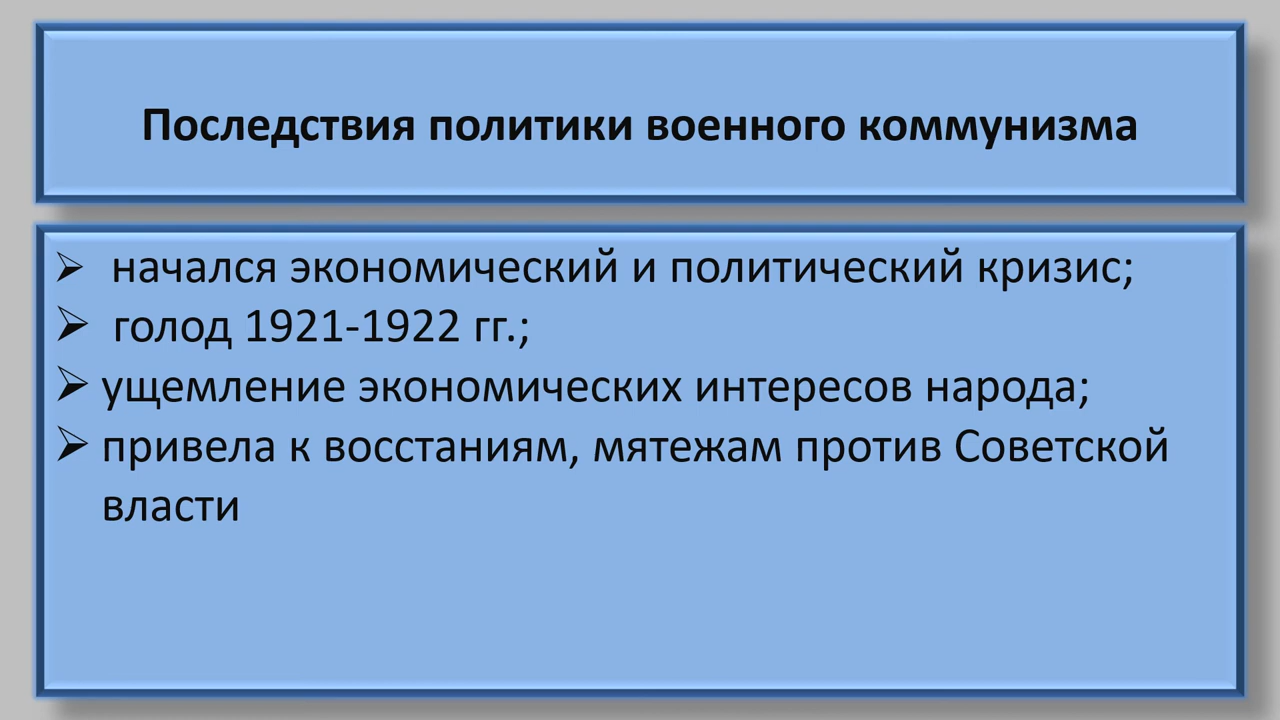 Последствия политики военного коммунизма
начался экономический и политический кризис;
голод 1921-1922 гг.;
ущемление экономических интересов народа;
привела к восстаниям, мятежам против Советской
власти